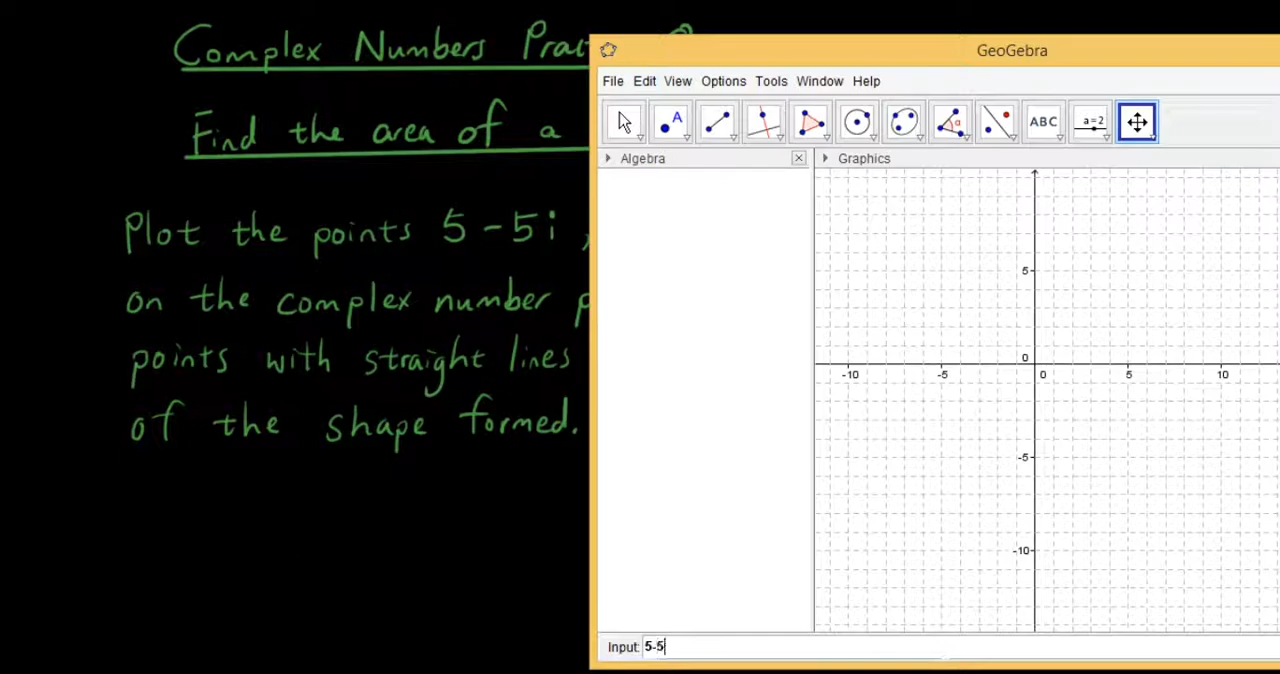 Complex Numbers
Find the area of a
Plot the points 5-5i,
on the complex number
points with straight lines
of the shape formed.
GeoGebra
File Edit View Options Tools Window Help
A
α
ABC
a=2
Algebra
Graphics
5
0
-10 -5 0 5 10
-5
-10
Input: 5-5